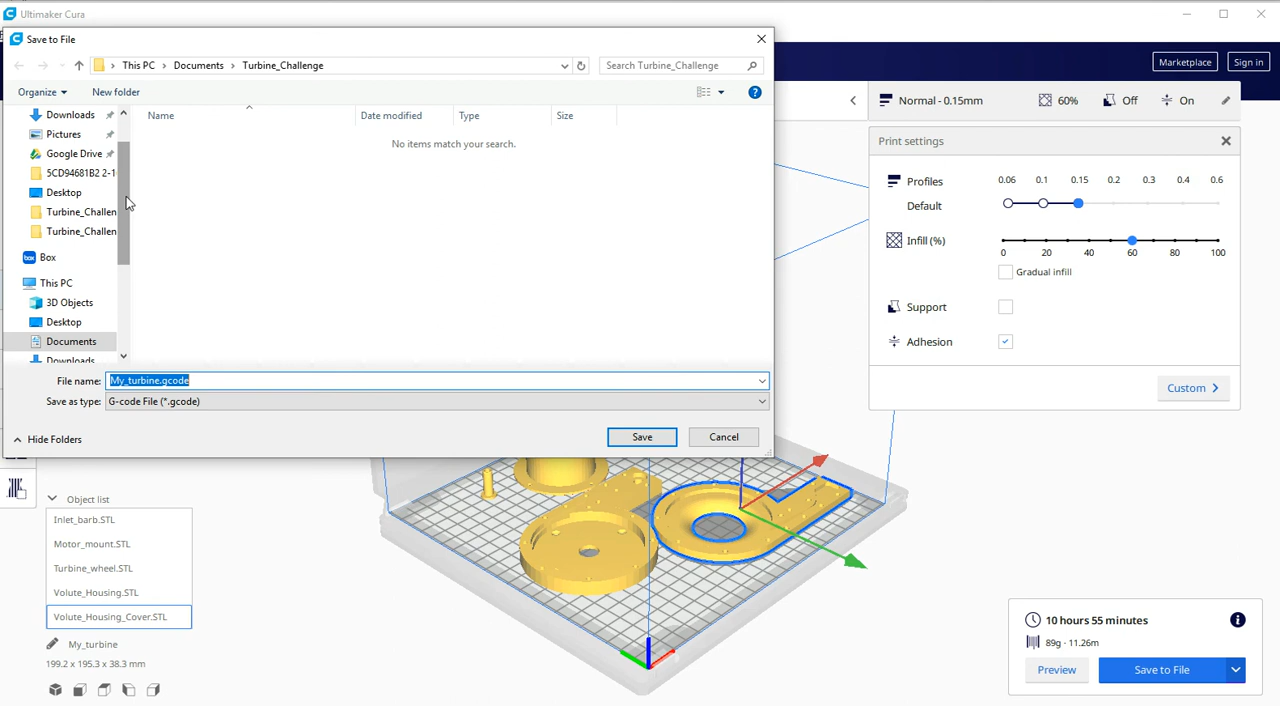 Ultimaker Cura
Save to File
This PC > Documents > Turbine_Challenge
Search Turbine_Challenge
Organize
New folder
Marketplace
Sign in
Normal - 0.15mm
60%
Off
On
Name
Date modified
Type
Size
No items match your search.
Downloads
Pictures
Google Drive
5CD94681B2 2-1
Desktop
Turbine_Challen
Turbine_Challen
Box
This PC
3D Objects
Desktop
Documents
Downloads
File name:
My_turbine.gcode
Save as type:
G-code File (*.gcode)
Hide Folders
Save
Cancel
Print settings
Profiles
0.06 0.1 0.15 0.2 0.3 0.4 0.6
Default
Infill (%)
0 20 40 60 80 100
Gradual infill
Support
Adhesion
Custom >
Object list
Inlet_barb.STL
Motor_mount.STL
Turbine_wheel.STL
Volute_Housing.STL
Volute_Housing_Cover.STL
My_turbine
199.2 x 195.3 x 38.3 mm
10 hours 55 minutes
89g · 11.26m
Preview
Save to File